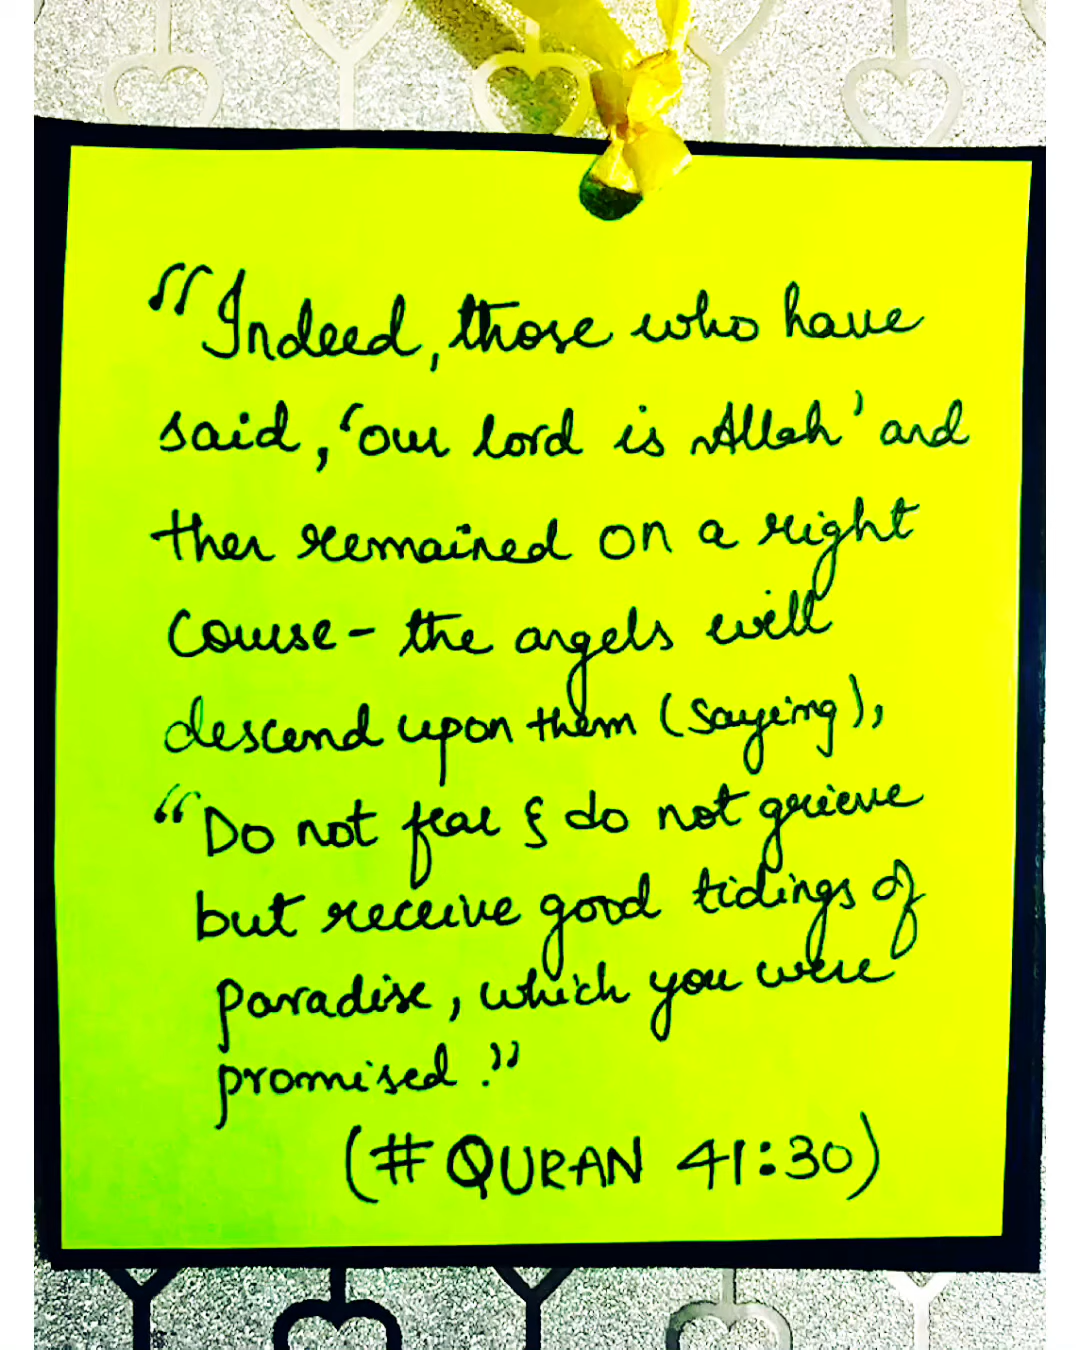 “Indeed, those who have
said, ‘our lord is Allah’ and
then remained on a right
Course – the angels will
descend upon them (saying),
“Do not fear & do not grieve
but receive good tidings of
paradise, which you were
promised.”
(# QURAN 41:30)